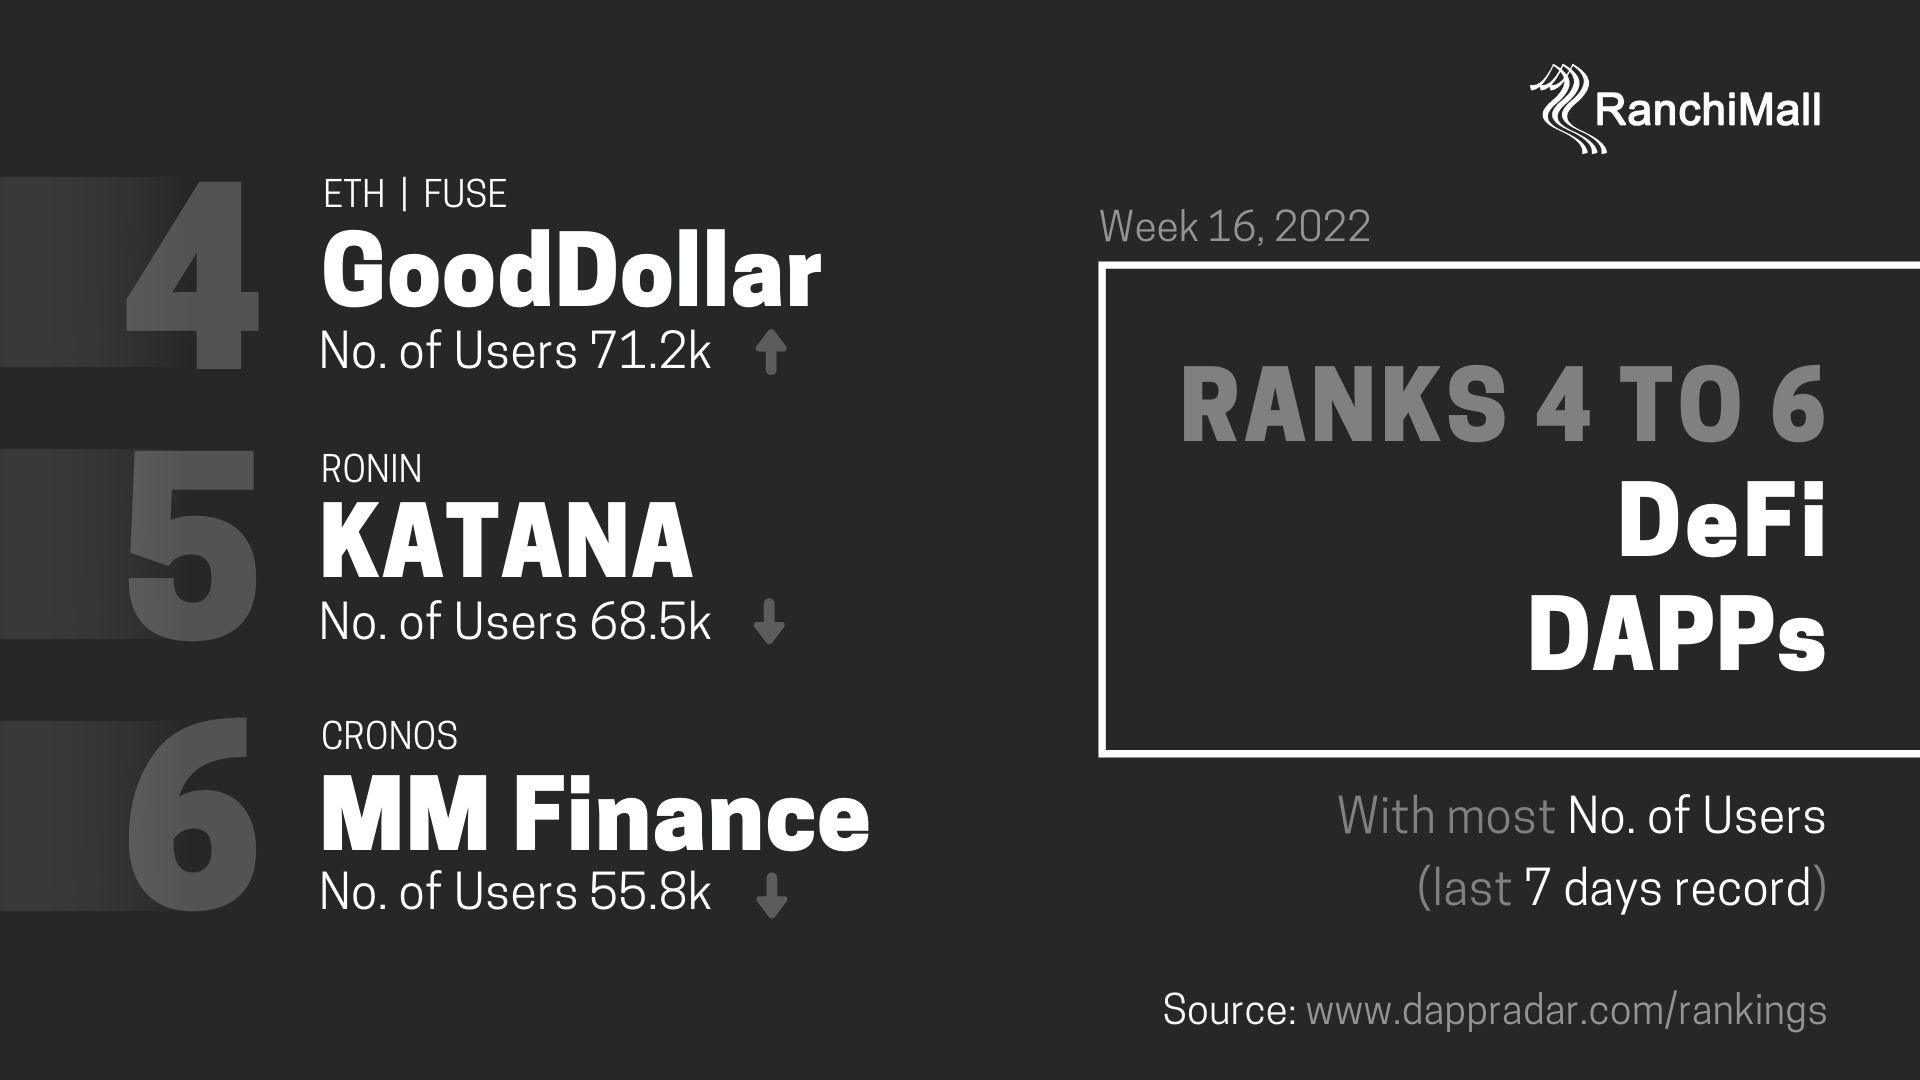 RanchiMall
4
ETH | FUSE
GoodDollar
No. of Users 71.2k
5
RONIN
KATANA
No. of Users 68.5k
6
CRONOS
MM Finance
No. of Users 55.8k
Week 16, 2022
RANKS 4 TO 6
DeFi
DAPPs
With most No. of Users
(last 7 days record)
Source: www.dappradar.com/rankings